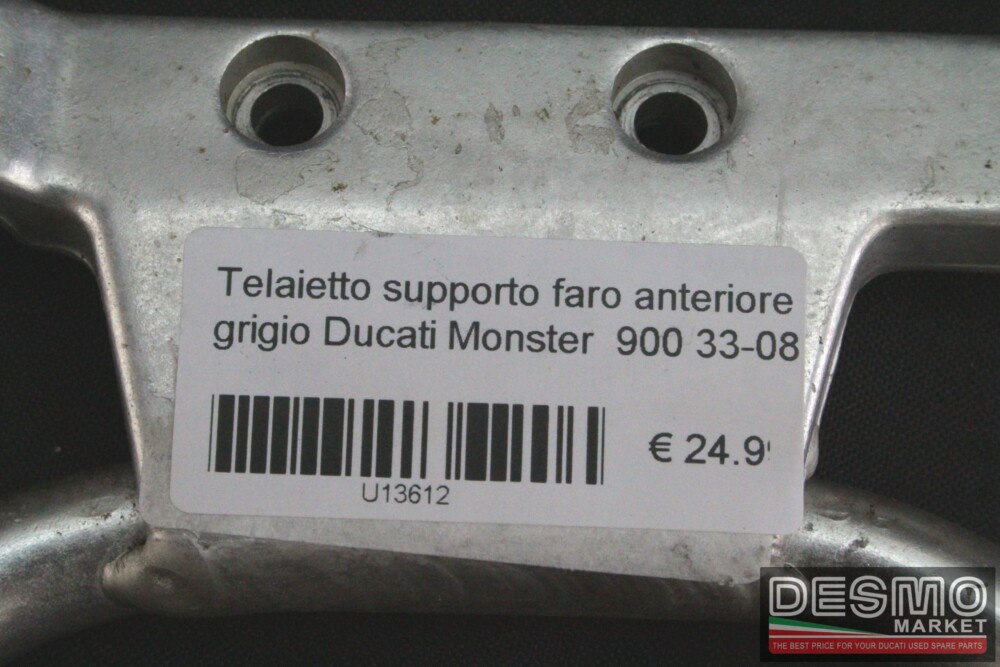 Telaietto supporto faro anteriore
grigio Ducati Monster 900 33-08
€ 24.9
U13612
DESMO
MARKET
THE BEST PRICE FOR YOUR DUCATI USED SPARE PARTS